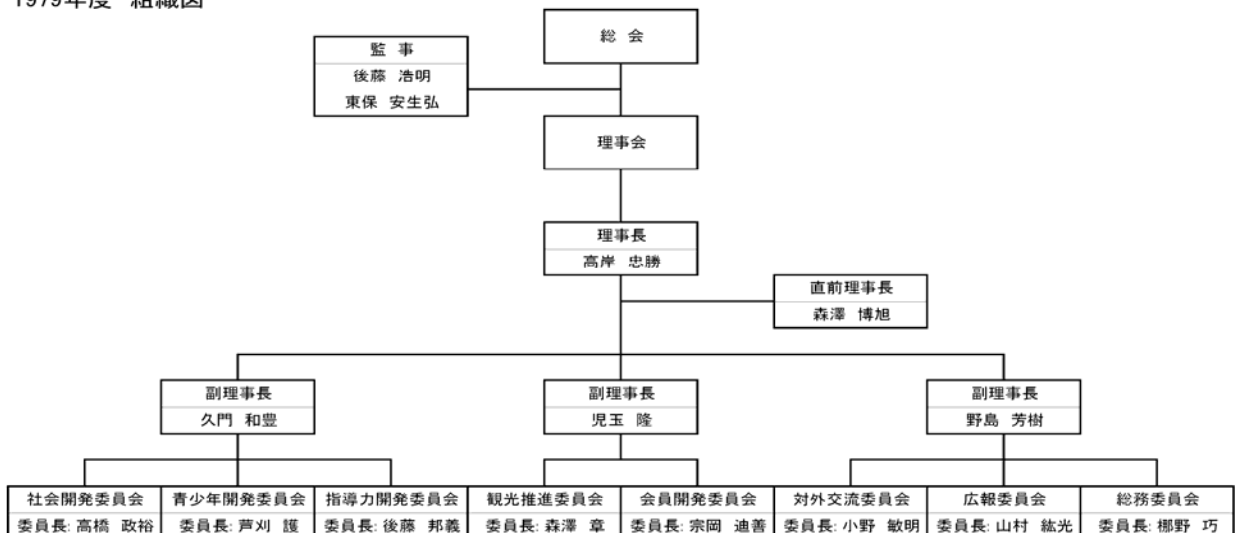 1979年度 組織図
総 会
監 事
後藤 浩明
東保 安生弘
理事会
理事長
高岸 忠勝
直前理事長
森澤 博旭
副理事長
久門 和豊
副理事長
児玉 隆
副理事長
野島 芳樹
社会開発委員会
委員長: 高橋 政裕
青少年開発委員会
委員長: 芦刈 護
指導力開発委員会
委員長: 後藤 邦義
観光推進委員会
委員長: 森澤 章
会員開発委員会
委員長: 宗岡 迪善
対外交流委員会
委員長: 小野 敏明
広報委員会
委員長: 山村 紘光
総務委員会
委員長: 梛野 巧